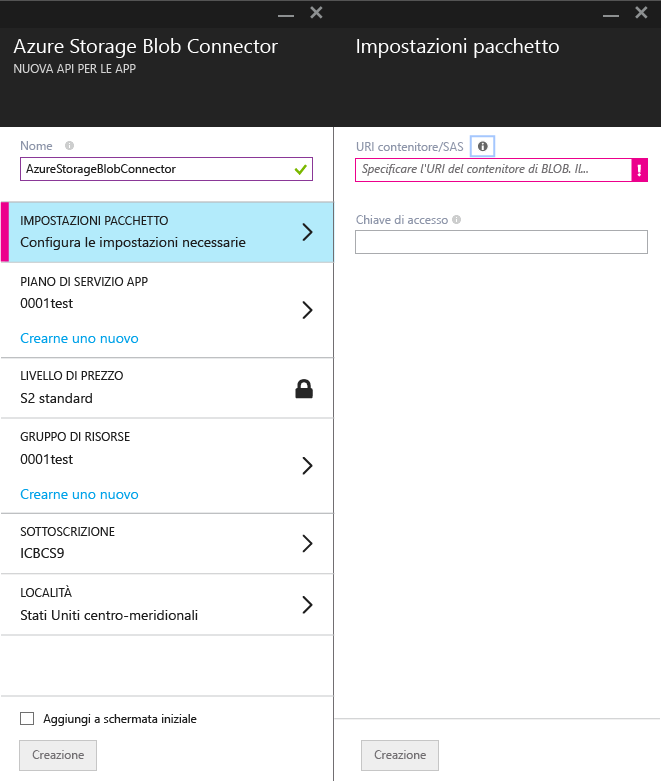 Azure Storage Blob Connector
NUOVA API PER LE APP
Nome
AzureStorageBlobConnector
IMPOSTAZIONI PACCHETTO
Configura le impostazioni necessarie
PIANO DI SERVIZIO APP
0001test
Crearne uno nuovo
LIVELLO DI PREZZO
S2 standard
GRUPPO DI RISORSE
0001test
Crearne uno nuovo
SOTTOSCRIZIONE
ICBCS9
LOCALITÀ
Stati Uniti centro-meridionali
Aggiungi a schermata iniziale
Creazione
Impostazioni pacchetto
URI contenitore/SAS
Specificare l'URI del contenitore di BLOB. IL...
Chiave di accesso
Creazione